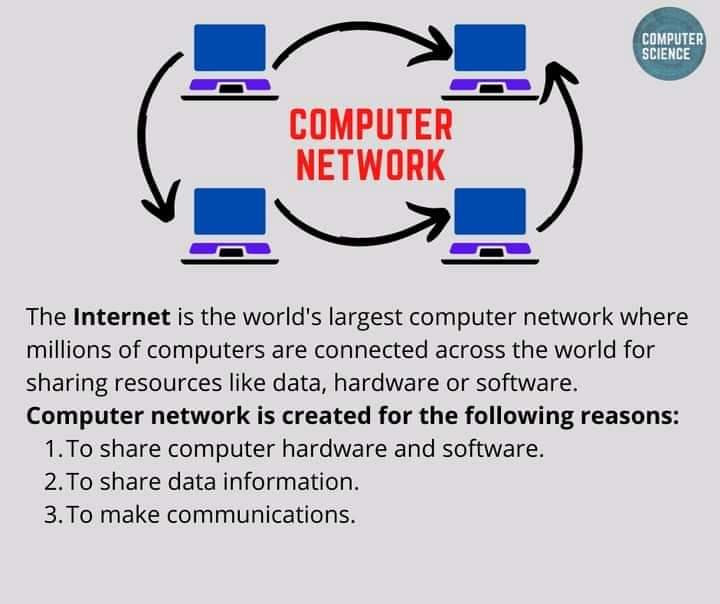 COMPUTER
SCIENCE
COMPUTER
NETWORK
The Internet is the world's largest computer network where
millions of computers are connected across the world for
sharing resources like data, hardware or software.
Computer network is created for the following reasons:
1. To share computer hardware and software.
2. To share data information.
3. To make communications.